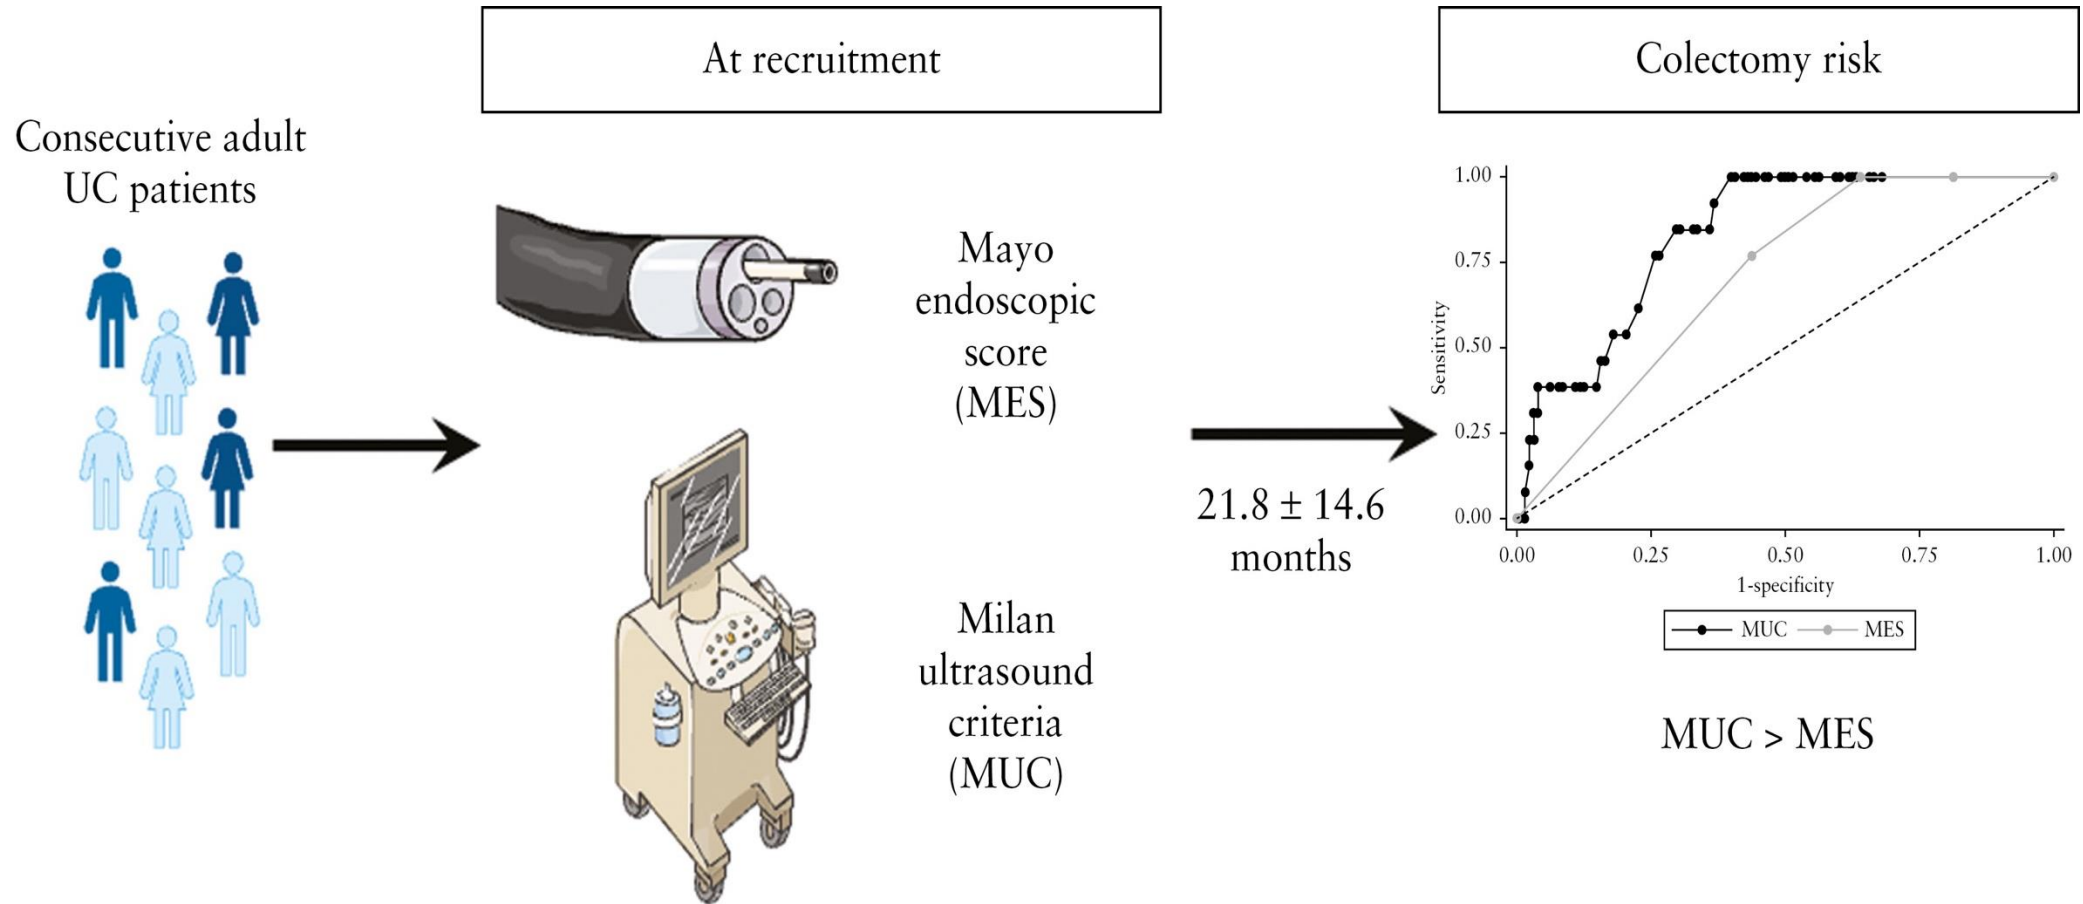 At recruitment
Colectomy risk
Consecutive adult
UC patients
Mayo
endoscopic
score
(MES)
Milan
ultrasound
criteria
(MUC)
21.8 ± 14.6
months
1.00
0.75
0.50
0.25
0.00
Sensitivity
0.00 0.25 0.50 0.75 1.00
1-specificity
MUC MES
MUC > MES